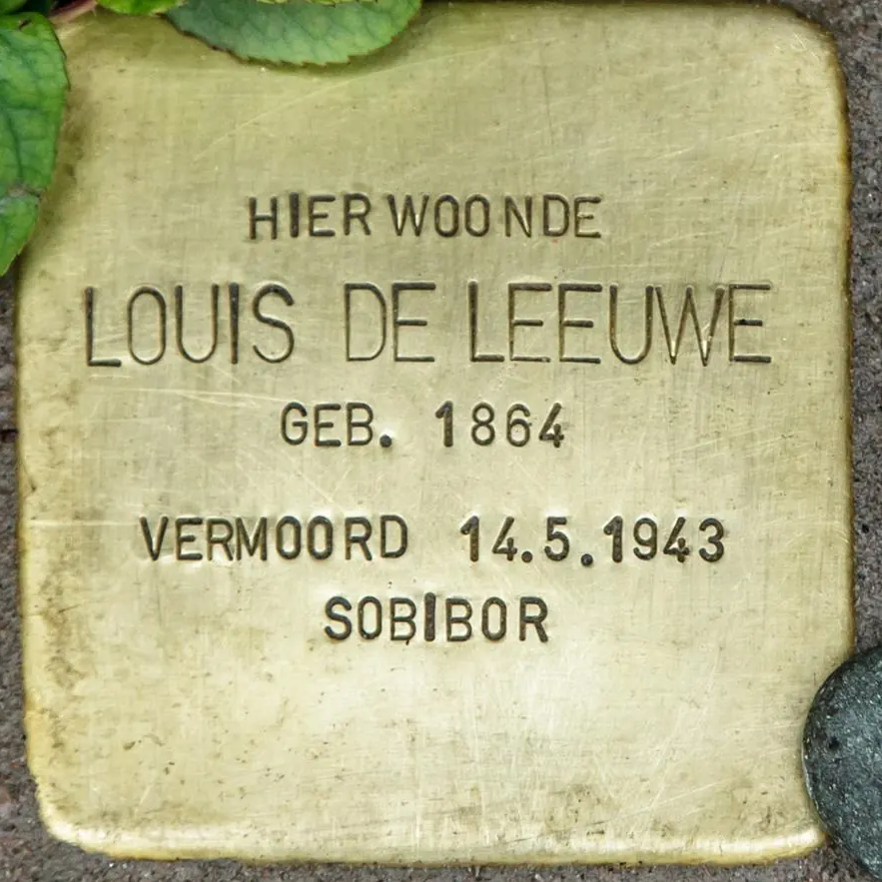 HIER WOONDE
LOUIS DE LEEUWE
GEB. 1864
VERMOORD 14.5.1943
SOBIBOR